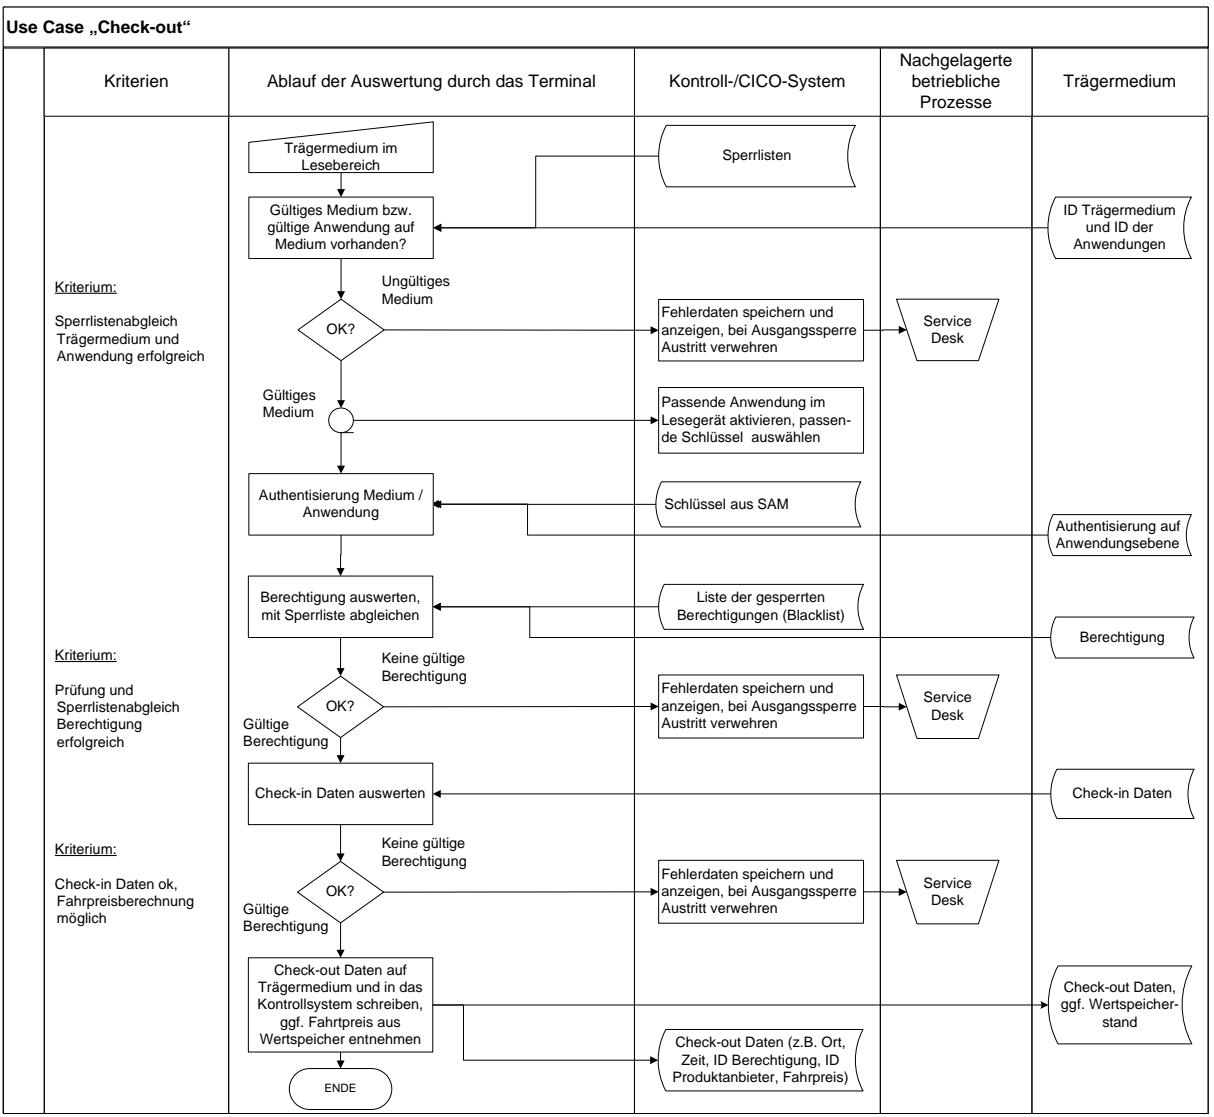 Use Case „Check-out“
Kriterien
Ablauf der Auswertung durch das Terminal
Kontroll-/CICO-System
Nachgelagerte
betriebliche
Prozesse
Trägermedium
Trägermedium im
Lesebereich
Sperrlisten
Gültiges Medium bzw.
gültige Anwendung auf
Medium vorhanden?
ID Trägermedium
und ID der
Anwendungen
Kriterium:
Sperrlistenabgleich
Trägermedium und
Anwendung erfolgreich
Ungültiges
Medium
OK?
Fehlerdaten speichern und
anzeigen, bei Ausgangssperre
Austritt verwehren
Service
Desk
Gültiges
Medium
Passende Anwendung im
Lesegerät aktivieren, passen-
de Schlüssel auswählen
Authentisierung Medium /
Anwendung
Schlüssel aus SAM
Authentisierung auf
Anwendungsebene
Berechtigung auswerten,
mit Sperrliste abgleichen
Liste der gesperrten
Berechtigungen (Blacklist)
Berechtigung
Kriterium:
Prüfung und
Sperrlistenabgleich
Berechtigung
erfolgreich
Keine gültige
Berechtigung
OK?
Gültige
Berechtigung
Fehlerdaten speichern und
anzeigen, bei Ausgangssperre
Austritt verwehren
Service
Desk
Check-in Daten auswerten
Check-in Daten
Kriterium:
Check-in Daten ok,
Fahrpreisberechnung
möglich
Keine gültige
Berechtigung
OK?
Gültige
Berechtigung
Fehlerdaten speichern und
anzeigen, bei Ausgangssperre
Austritt verwehren
Service
Desk
Check-out Daten auf
Trägermedium und in das
Kontrollsystem schreiben,
ggf. Fahrtpreis aus
Wertspeicher entnehmen
Check-out Daten,
ggf. Wertspeicher-
stand
Check-out Daten (z.B. Ort,
Zeit, ID Berechtigung, ID
Produktanbieter, Fahrpreis)
ENDE